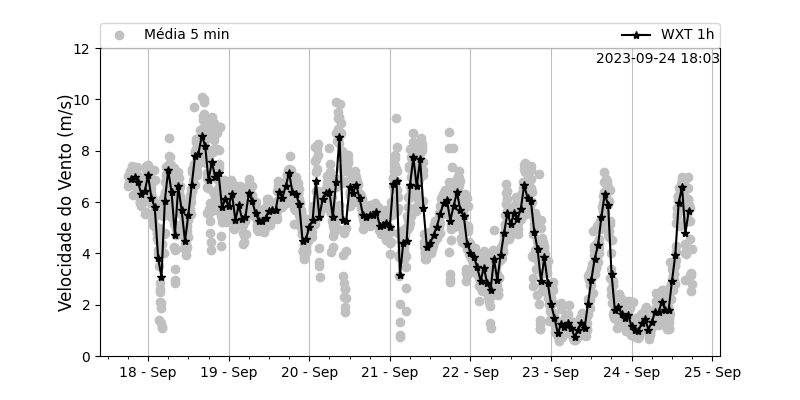 Média 5 min WXT 1h
2023-09-24 18:03
Velocidade do Vento (m/s)
12
10
8
6
4
2
0
18 - Sep 19 - Sep 20 - Sep 21 - Sep 22 - Sep 23 - Sep 24 - Sep 25 - Sep